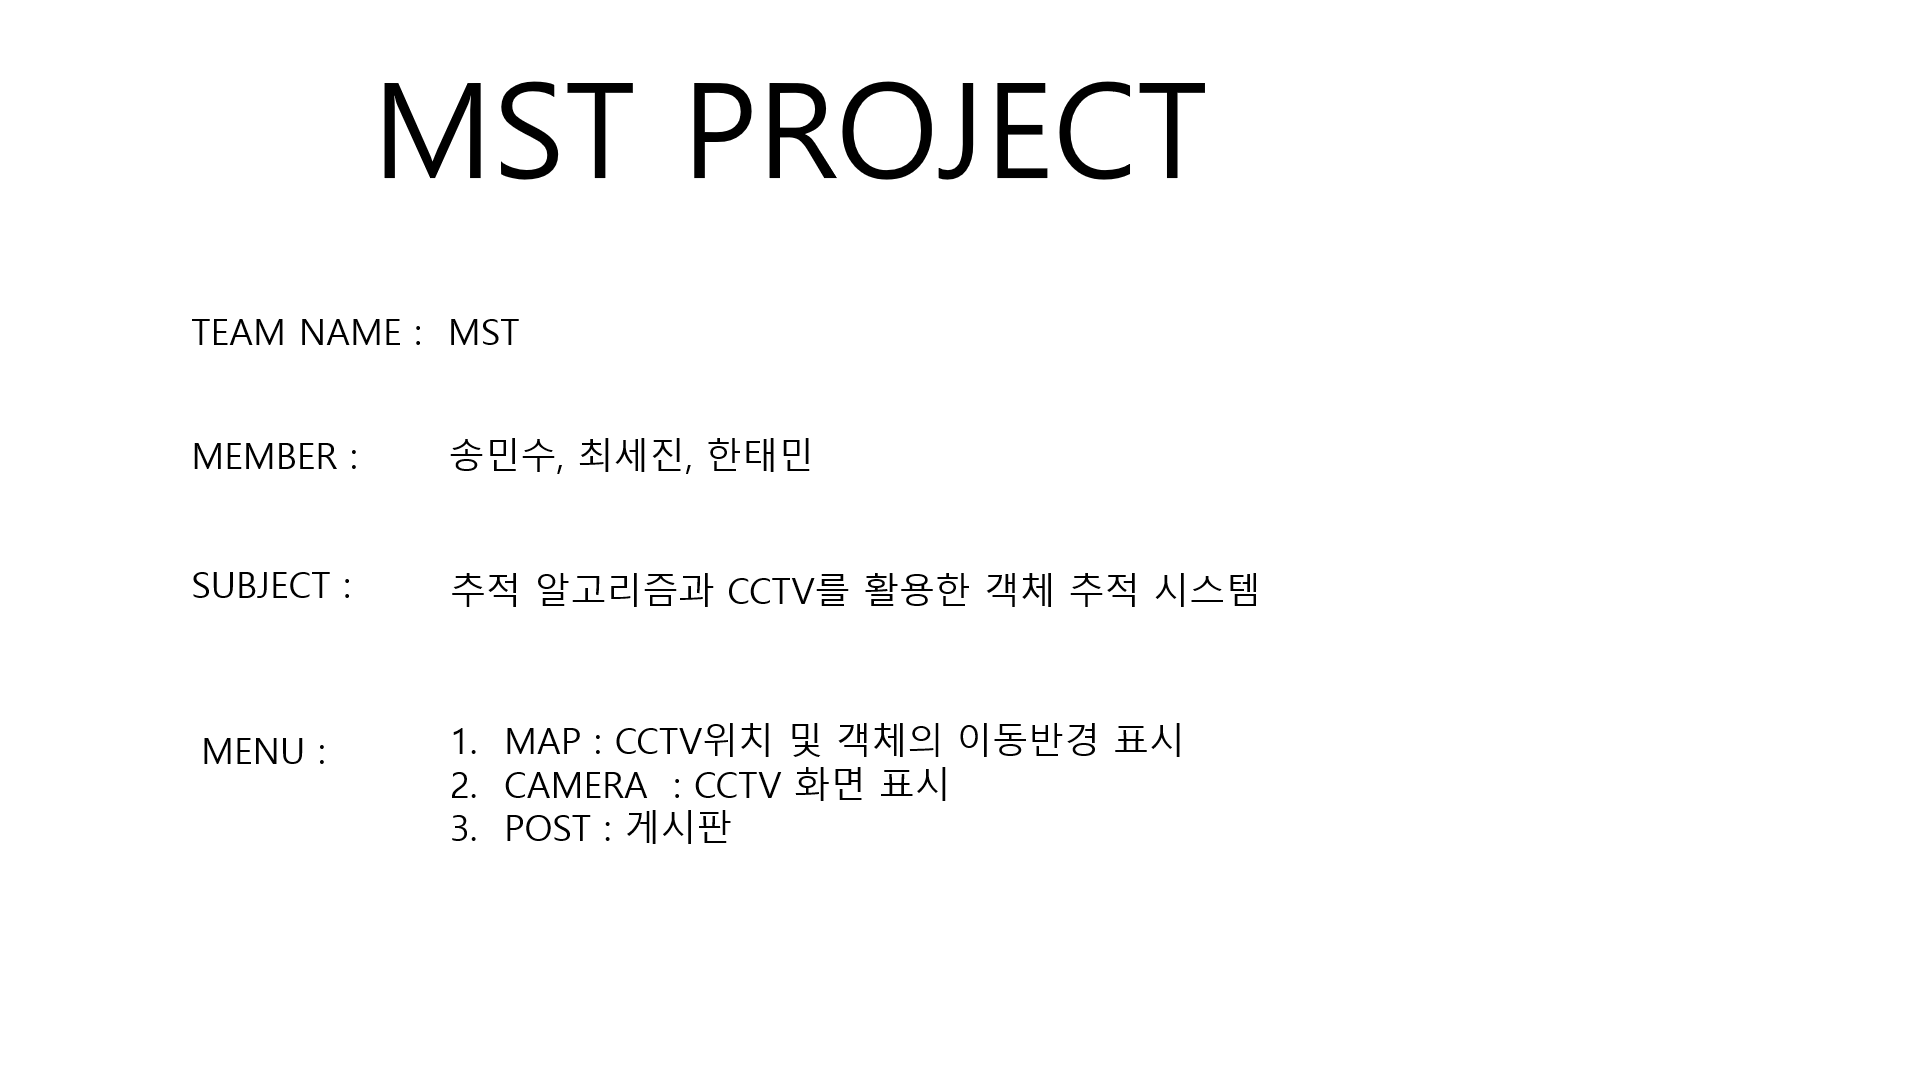 MST PROJECT
TEAM NAME : MST
MEMBER : 송민수, 최세진, 한태민
SUBJECT : 추적 알고리즘과 CCTV를 활용한 객체 추적 시스템
MENU : 1. MAP : CCTV위치 및 객체의 이동반경 표시
2. CAMERA : CCTV 화면 표시
3. POST : 게시판